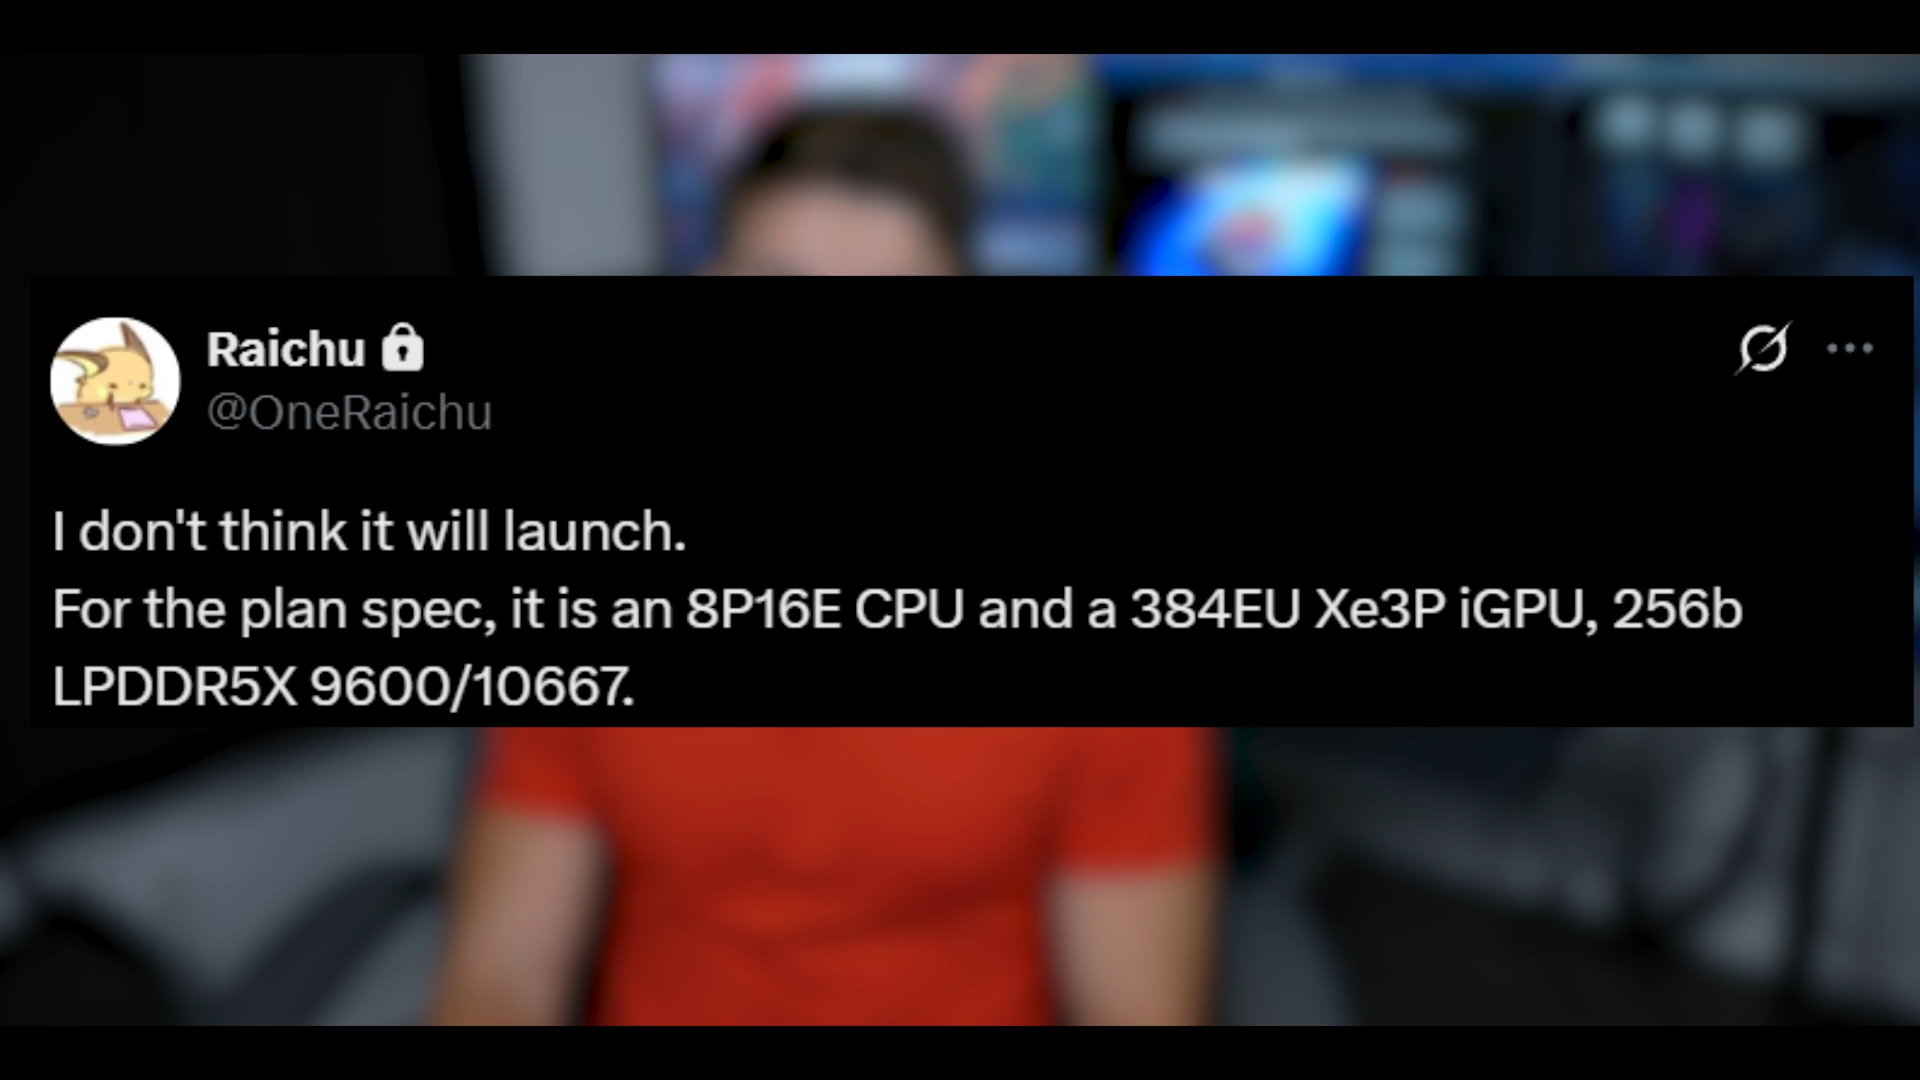 Raichu
@OneRaichu
I don't think it will launch.
For the plan spec, it is an 8P16E CPU and a 384EU Xe3P iGPU, 256b
LPDDR5X 9600/10667.